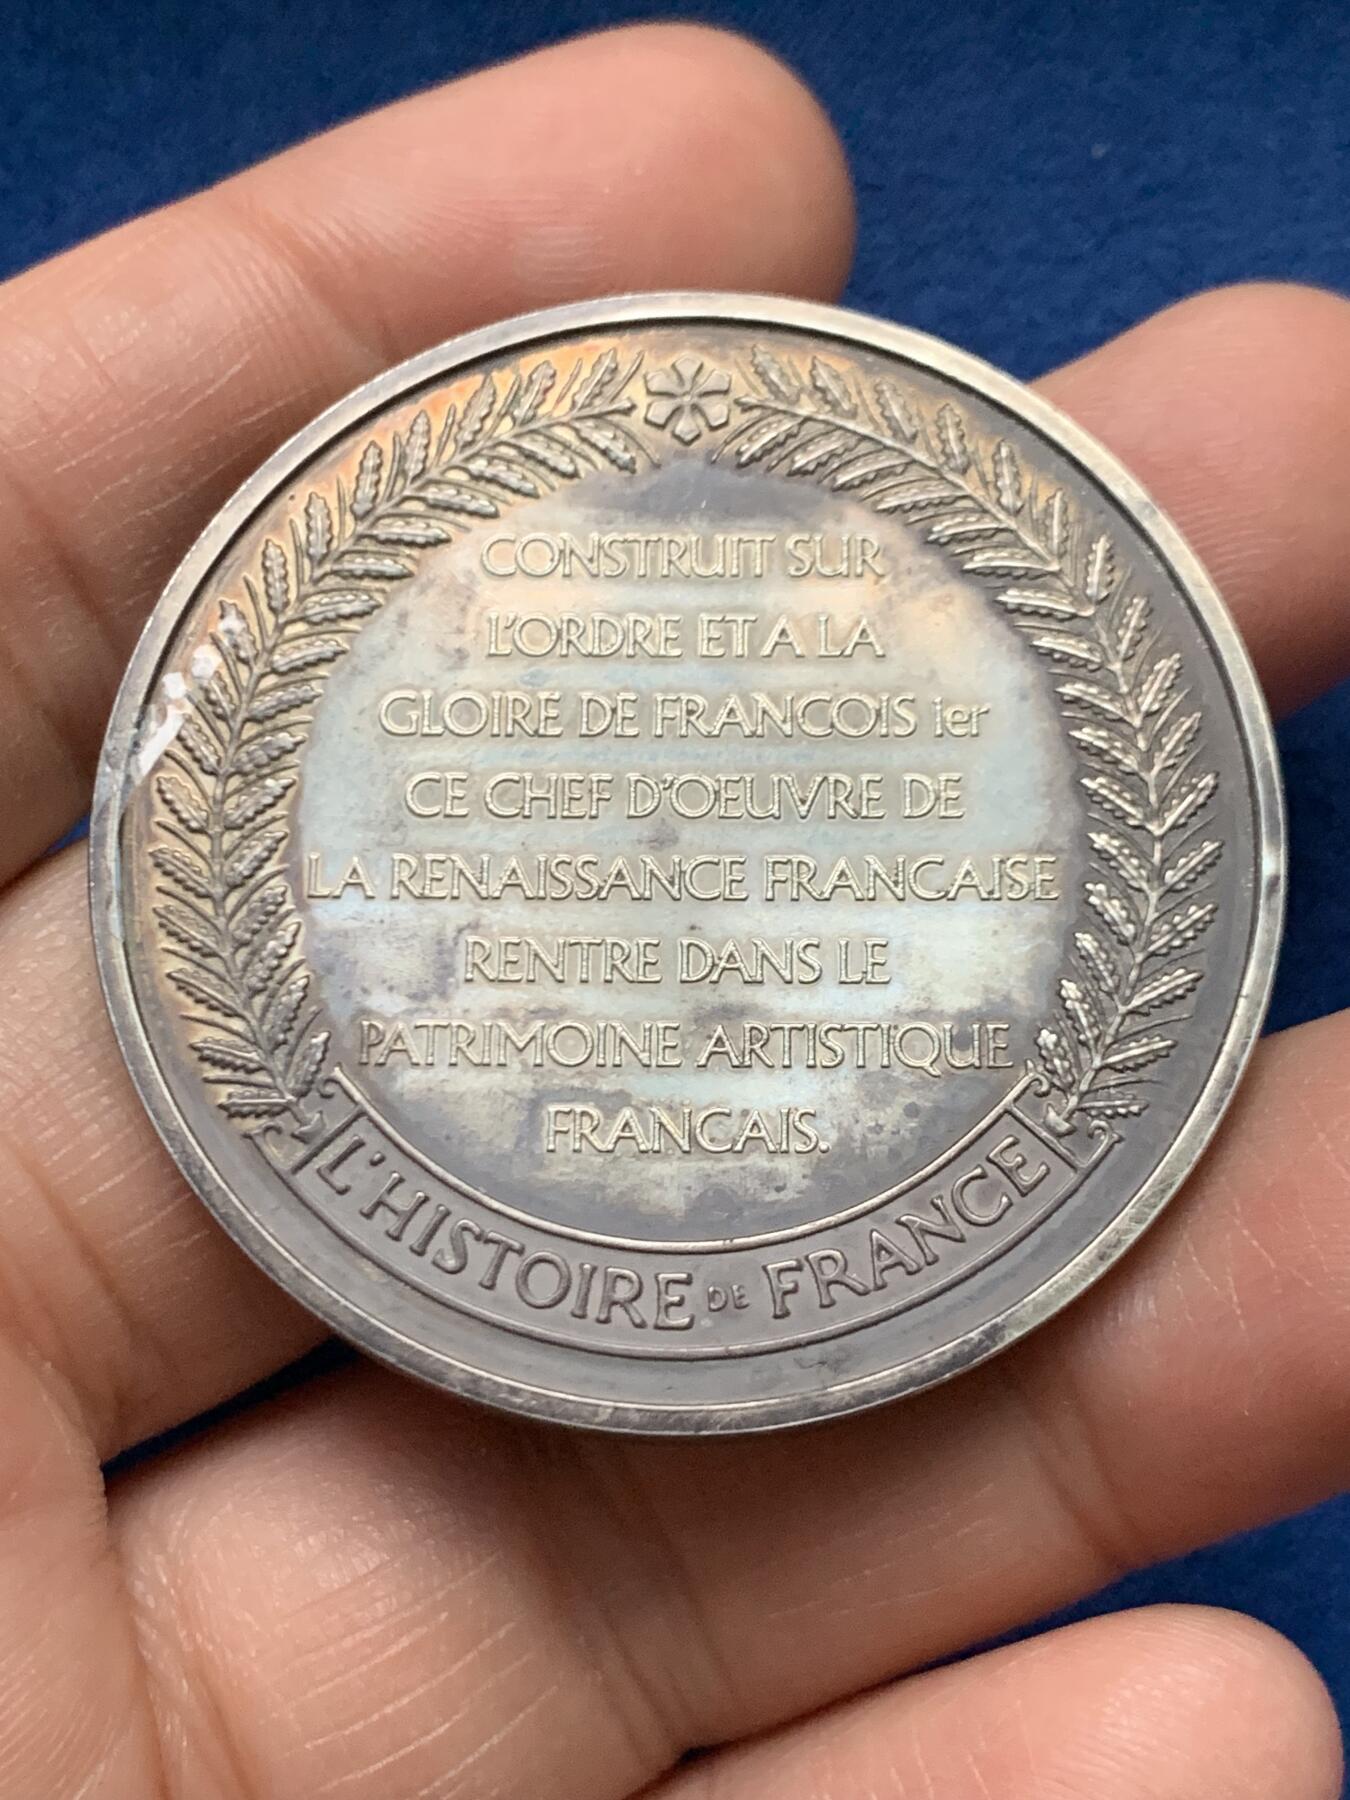 CONSTRUIT SUR
L'ORDRE ET A LA
GLOIRE DE FRANCOIS ier
CE CHEF D'OEUVRE DE
LA RENAISSANCE FRANCAISE
RENTRE DANS LE
PATRIMOINE ARTISTIQUE
FRANCAIS.
L'HISTOIRE DE FRANCE